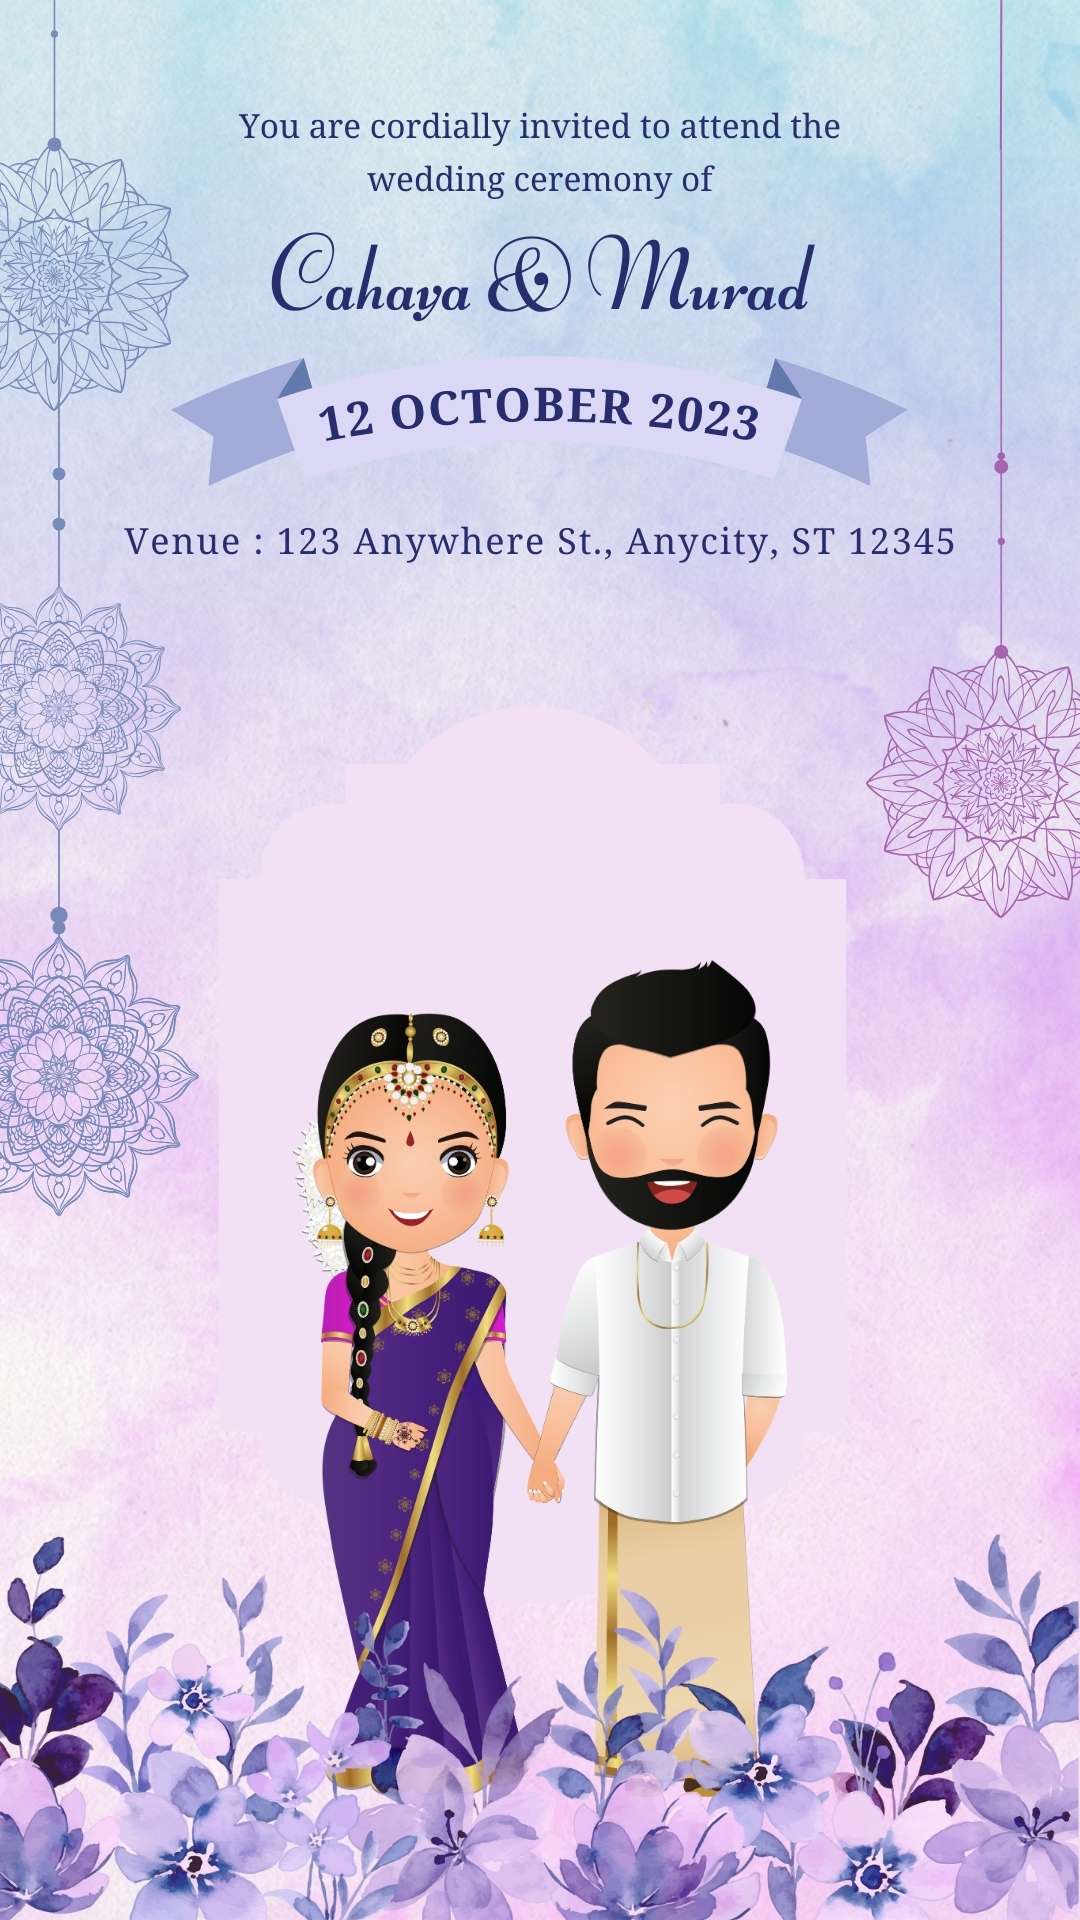 You are cordially invited to attend the
wedding ceremony of
Cahaya & Murad
12 OCTOBER 2023
Venue : 123 Anywhere St., Anycity, ST 12345